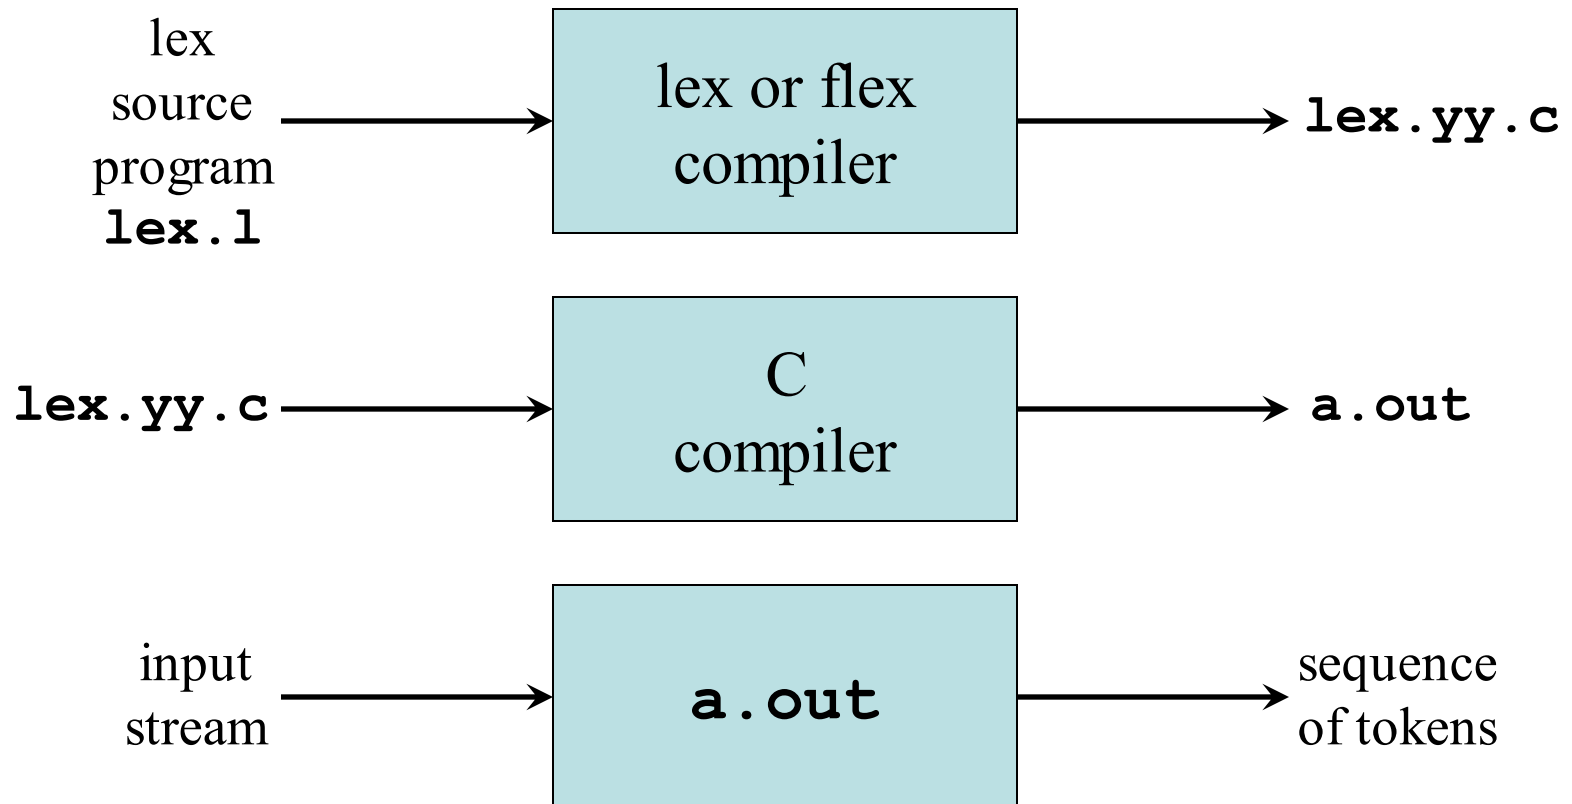 lex
source
program
lex.l
lex or flex
compiler
lex.yy.c
lex.yy.c
C
compiler
a.out
input
stream
a.out
sequence
of tokens